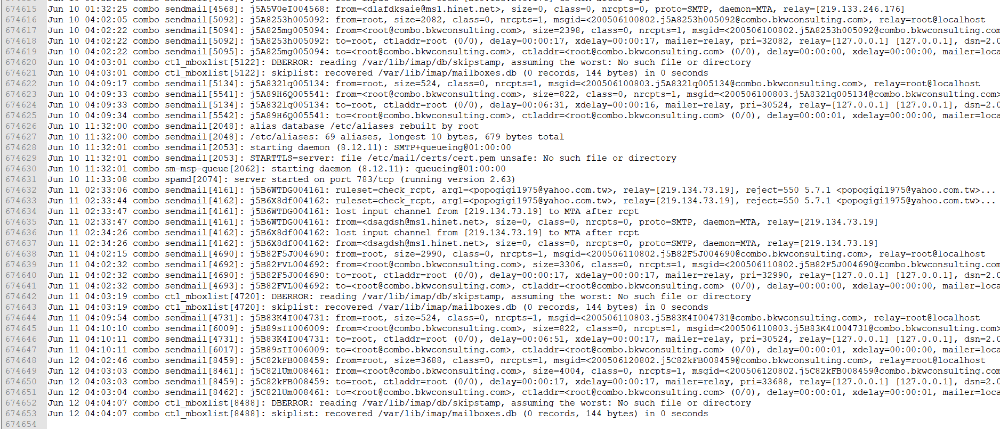 674615 Jun 10 01:32:25 combo sendmail[4568]: j5A5V0eI004568: from=<dlafdksaie@ms1.hinet.net>, size=0, class=0, nrcpts=0, proto=SMTP, daemon=MTA, relay=[219.133.246.176]
674616 Jun 10 04:02:05 combo sendmail[5092]: j5A8253h005092: from=root, size=2082, class=0, nrcpts=1, msgid=<200506100802.j5A8253h005092@combo.bkwconsulting.com>, relay=root@localhost
674617 Jun 10 04:02:22 combo sendmail[5094]: j5A825mg005094: from=<root@combo.bkwconsulting.com>, size=2398, class=0, nrcpts=1, msgid=<200506100802.j5A8253h005092@combo.bkwconsulting.com
674618 Jun 10 04:02:22 combo sendmail[5092]: j5A8253h005092: to=root, ctladdr=root (0/0), delay=00:00:17, xdelay=00:00:17, mailer=relay, pri=32082, relay=[127.0.0.1] [127.0.0.1], dsn=2.0
674619 Jun 10 04:02:22 combo sendmail[5095]: j5A825mg005094: to=<root@combo.bkwconsulting.com>, ctladdr=<root@combo.bkwconsulting.com> (0/0), delay=00:00:00, xdelay=00:00:00, mailer=loca
674620 Jun 10 04:03:01 combo ctl_mboxlist[5122]: DBERROR: reading /var/lib/imap/db/skipstamp, assuming the worst: No such file or directory
674621 Jun 10 04:03:01 combo ctl_mboxlist[5122]: skiplist: recovered /var/lib/imap/mailboxes.db (0 records, 144 bytes) in 0 seconds
674622 Jun 10 04:09:17 combo sendmail[5134]: j5A832lq005134: from=root, size=524, class=0, nrcpts=1, msgid=<200506100803.j5A832lq005134@combo.bkwconsulting.com>, relay=root@localhost
674623 Jun 10 04:09:33 combo sendmail[5541]: j5A89H6Q005541: from=<root@combo.bkwconsulting.com>, size=822, class=0, nrcpts=1, msgid=<200506100803.j5A832lq005134@combo.bkwconsulting.com>
674624 Jun 10 04:09:33 combo sendmail[5134]: j5A832lq005134: to=root, ctladdr=root (0/0), delay=00:06:31, xdelay=00:00:16, mailer=relay, pri=30524, relay=[127.0.0.1] [127.0.0.1], dsn=2.0
674625 Jun 10 04:09:34 combo sendmail[5542]: j5A89H6Q005541: to=<root@combo.bkwconsulting.com>, ctladdr=<root@combo.bkwconsulting.com> (0/0), delay=00:00:01, xdelay=00:00:00, mailer=loca
674626 Jun 10 11:32:00 combo sendmail[2048]: alias database /etc/aliases rebuilt by root
674627 Jun 10 11:32:00 combo sendmail[2048]: /etc/aliases: 69 aliases, longest 10 bytes, 679 bytes total
674628 Jun 10 11:32:01 combo sendmail[2053]: starting daemon (8.12.11): SMTP+queueing@01:00:00
674629 Jun 10 11:32:01 combo sendmail[2053]: STARTTLS=server: file /etc/mail/certs/cert.pem unsafe: No such file or directory
674630 Jun 10 11:32:01 combo sm-msp-queue[2062]: starting daemon (8.12.11): queueing@01:00:00
674631 Jun 10 11:33:08 combo spamd[2074]: server started on port 783/tcp (running version 2.63)
674632 Jun 11 02:33:06 combo sendmail[4161]: j5B6WTDG004161: ruleset=check_rcpt, arg1=<popogigi1975@yahoo.com.tw>, relay=[219.134.73.19], reject=550 5.7.1 <popogigi1975@yahoo.com.tw>...
674633 Jun 11 02:33:44 combo sendmail[4162]: j5B6X8df004162: ruleset=check_rcpt, arg1=<popogigi1975@yahoo.com.tw>, relay=[219.134.73.19], reject=550 5.7.1 <popogigi1975@yahoo.com.tw>...
674634 Jun 11 02:33:47 combo sendmail[4161]: j5B6WTDG004161: lost input channel from [219.134.73.19] to MTA after rcpt
674635 Jun 11 02:33:47 combo sendmail[4161]: j5B6WTDG004161: from=<dsagdsh@ms1.hinet.net>, size=0, class=0, nrcpts=0, proto=SMTP, daemon=MTA, relay=[219.134.73.19]
674636 Jun 11 02:34:26 combo sendmail[4162]: j5B6X8df004162: lost input channel from [219.134.73.19] to MTA after rcpt
674637 Jun 11 02:34:26 combo sendmail[4162]: j5B6X8df004162: from=<dsagdsh@ms1.hinet.net>, size=0, class=0, nrcpts=0, proto=SMTP, daemon=MTA, relay=[219.134.73.19]
674638 Jun 11 04:02:15 combo sendmail[4690]: j5B82F5J004690: from=root, size=2990, class=0, nrcpts=1, msgid=<200506110802.j5B82F5J004690@combo.bkwconsulting.com>, relay=root@localhost
674639 Jun 11 04:02:32 combo sendmail[4692]: j5B82FVL004692: from=<root@combo.bkwconsulting.com>, size=3306, class=0, nrcpts=1, msgid=<200506110802.j5B82F5J004690@combo.bkwconsulting.com
674640 Jun 11 04:02:32 combo sendmail[4690]: j5B82F5J004690: to=root, ctladdr=root (0/0), delay=00:00:17, xdelay=00:00:17, mailer=relay, pri=32990, relay=[127.0.0.1] [127.0.0.1], dsn=2.0
674641 Jun 11 04:02:32 combo sendmail[4693]: j5B82FVL004692: to=<root@combo.bkwconsulting.com>, ctladdr=<root@combo.bkwconsulting.com> (0/0), delay=00:00:00, xdelay=00:00:00, mailer=loca
674642 Jun 11 04:03:19 combo ctl_mboxlist[4720]: DBERROR: reading /var/lib/imap/db/skipstamp, assuming the worst: No such file or directory
674643 Jun 11 04:03:19 combo ctl_mboxlist[4720]: skiplist: recovered /var/lib/imap/mailboxes.db (0 records, 144 bytes) in 0 seconds
674644 Jun 11 04:09:54 combo sendmail[4731]: j5B83K4I004731: from=root, size=524, class=0, nrcpts=1, msgid=<200506110803.j5B83K4I004731@combo.bkwconsulting.com>, relay=root@localhost
674645 Jun 11 04:10:10 combo sendmail[6009]: j5B89sII006009: from=<root@combo.bkwconsulting.com>, size=822, class=0, nrcpts=1, msgid=<200506110803.j5B83K4I004731@combo.bkwconsulting.com>
674646 Jun 11 04:10:11 combo sendmail[4731]: j5B83K4I004731: to=root, ctladdr=root (0/0), delay=00:06:51, xdelay=00:00:17, mailer=relay, pri=30524, relay=[127.0.0.1] [127.0.0.1], dsn=2.0
674647 Jun 11 04:10:11 combo sendmail[6017]: j5B89sII006009: to=<root@combo.bkwconsulting.com>, ctladdr=<root@combo.bkwconsulting.com> (0/0), delay=00:00:01, xdelay=00:00:00, mailer=loca
674648 Jun 12 04:02:46 combo sendmail[8459]: j5C82kFB008459: from=root, size=3688, class=0, nrcpts=1, msgid=<200506120802.j5C82kFB008459@combo.bkwconsulting.com>, relay=root@localhost
674649 Jun 12 04:03:03 combo sendmail[8461]: j5C82lUm008461: from=<root@combo.bkwconsulting.com>, size=4004, class=0, nrcpts=1, msgid=<200506120802.j5C82kFB008459@combo.bkwconsulting.com
674650 Jun 12 04:03:03 combo sendmail[8459]: j5C82kFB008459: to=root, ctladdr=root (0/0), delay=00:00:17, xdelay=00:00:17, mailer=relay, pri=33688, relay=[127.0.0.1] [127.0.0.1], dsn=2.0
674651 Jun 12 04:03:04 combo sendmail[8462]: j5C82lUm008461: to=<root@combo.bkwconsulting.com>, ctladdr=<root@combo.bkwconsulting.com> (0/0), delay=00:00:01, xdelay=00:00:01, mailer=loca
674652 Jun 12 04:04:07 combo ctl_mboxlist[8488]: DBERROR: reading /var/lib/imap/db/skipstamp, assuming the worst: No such file or directory
674653 Jun 12 04:04:07 combo ctl_mboxlist[8488]: skiplist: recovered /var/lib/imap/mailboxes.db (0 records, 144 bytes) in 0 seconds
674654